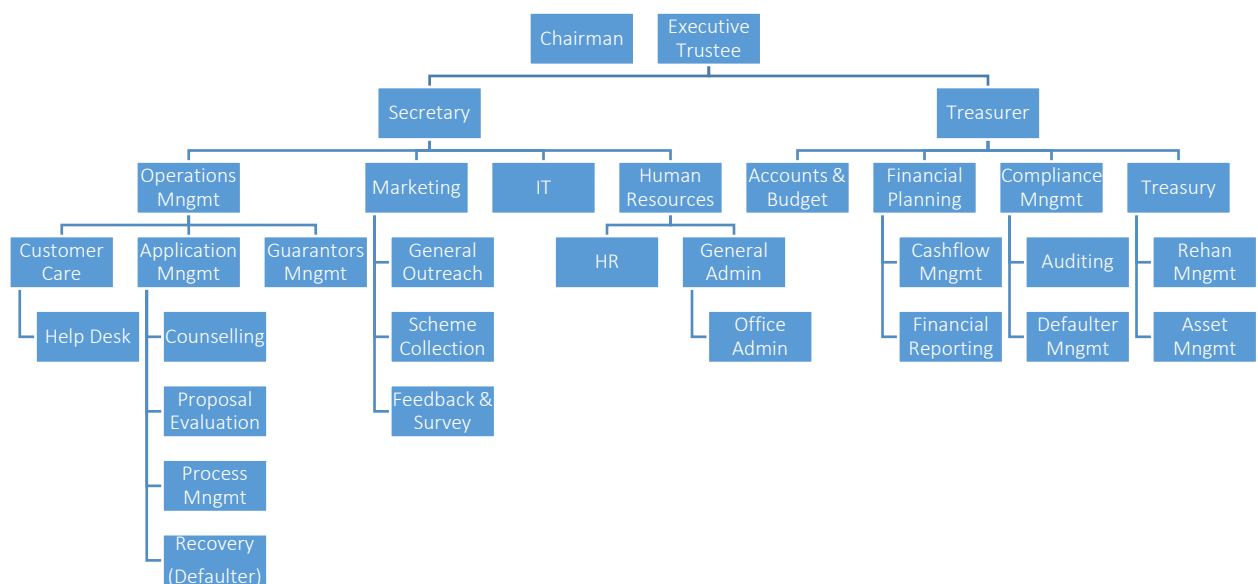 Chairman
Executive
Trustee
Secretary
Treasurer
Operations
Mngmt
Marketing
IT
Human
Resources
Accounts &
Budget
Financial
Planning
Compliance
Mngmt
Treasury
Customer
Care
Application
Mngmt
Guarantors
Mngmt
General
Outreach
HR
General
Admin
Cashflow
Mngmt
Auditing
Rehan
Mngmt
Help Desk
Counselling
Scheme
Collection
Office
Admin
Financial
Reporting
Defaulter
Mngmt
Asset
Mngmt
Proposal
Evaluation
Feedback &
Survey
Process
Mngmt
Recovery
(Defaulter)